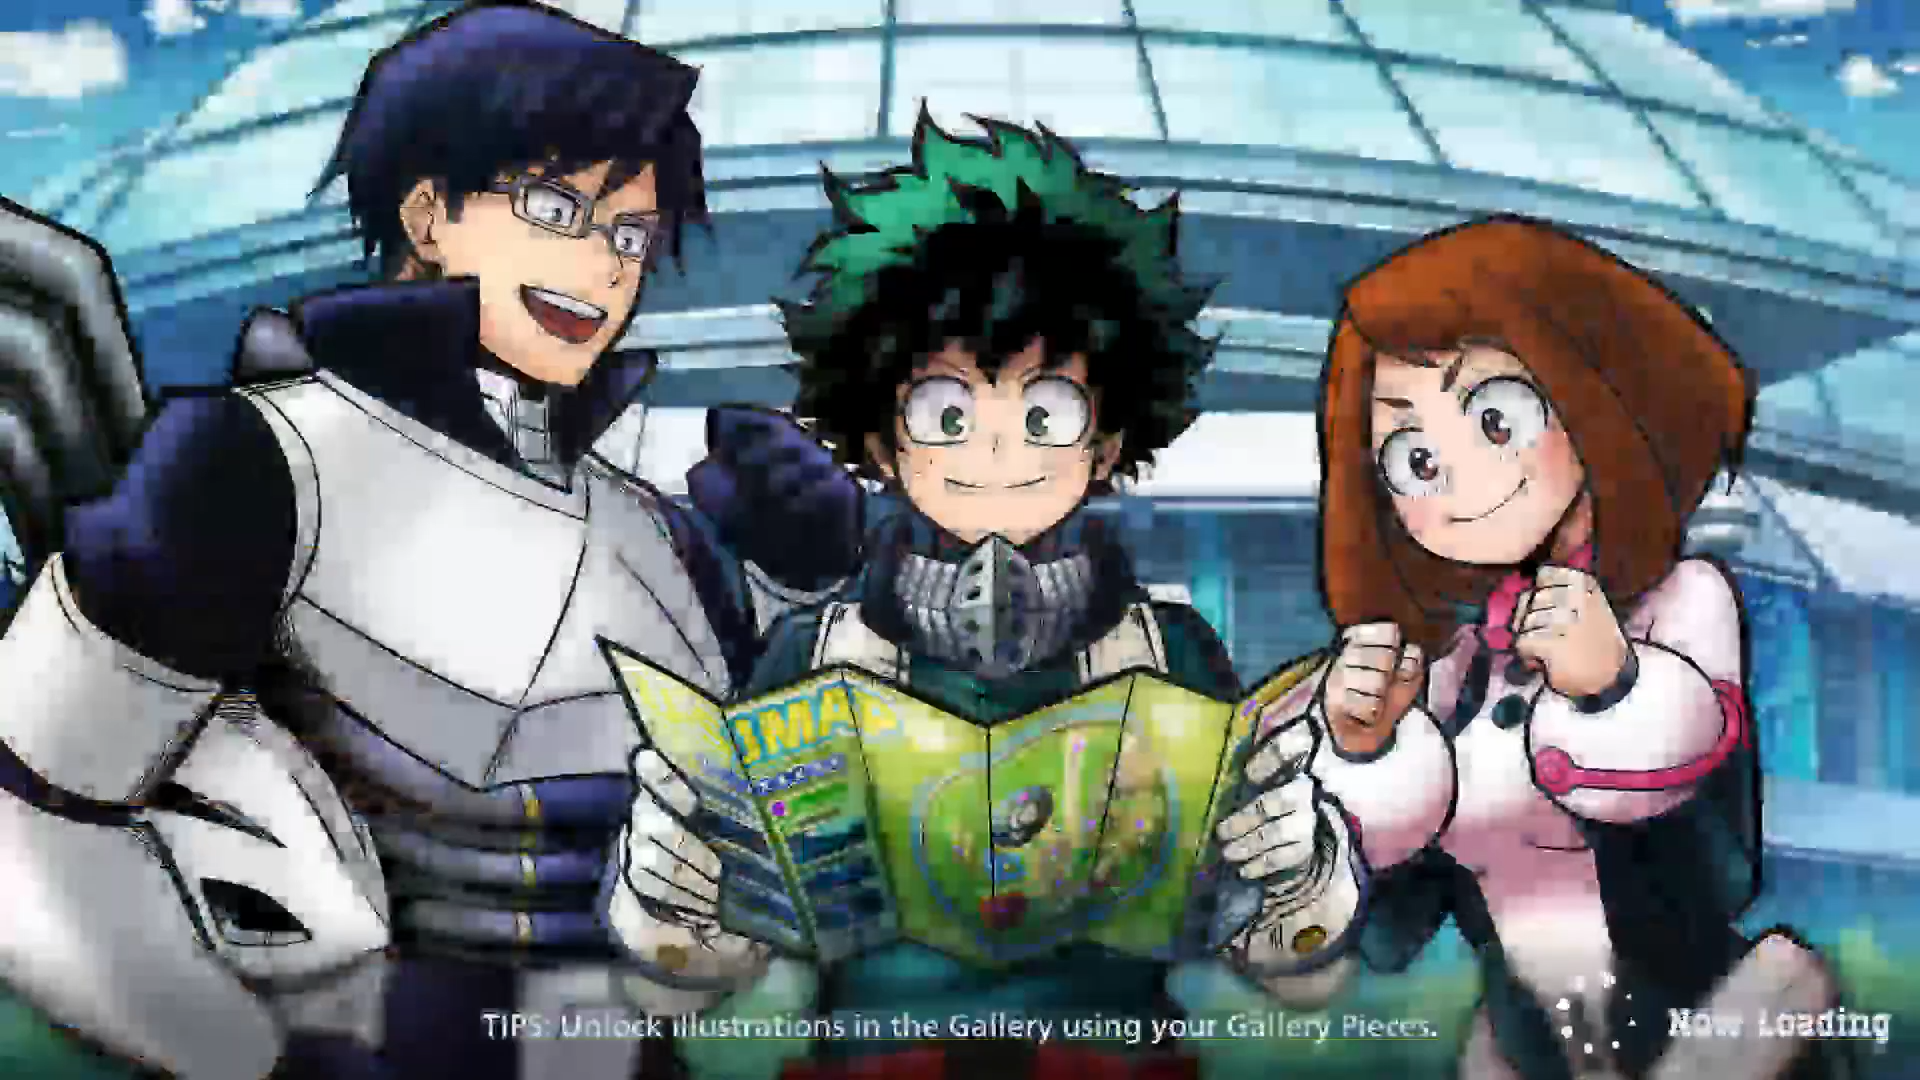 TIPS: Unlock illustrations in the Gallery using your Gallery Pieces.
Now Loading